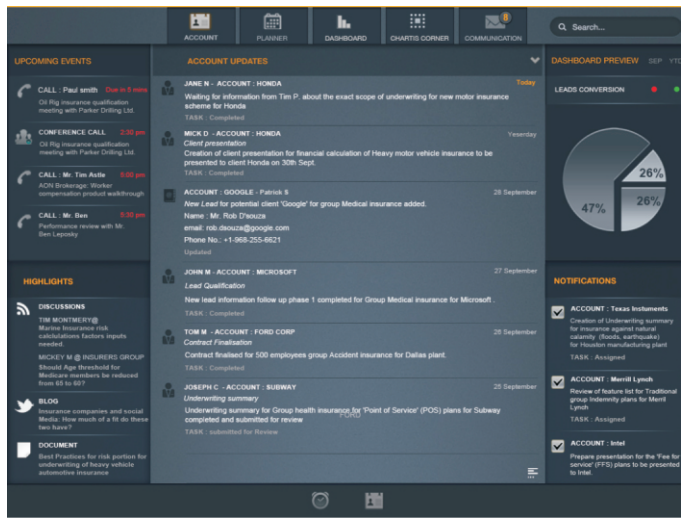 ACCOUNT
PLANNER
DASHBOARD
CHARTIS CORNER
8
COMMUNICATION
Search...
UPCOMING EVENTS
CALL : Paul smith Due in 5 mins
Oil Rig insurance qualification
meeting with Parker Drilling Ltd.
CONFERENCE CALL 2:30 pm
Oil Rig insurance qualification
meeting with Parker Drilling Ltd.
CALL : Mr. Tim Astle 5:00 pm
AON Brokerage: Worker
compensation product walkthrough
CALL : Mr. Ben 5:30 pm
Performance review with Mr.
Ben Leposky
HIGHLIGHTS
DISCUSSIONS
TIM MONTMERY@
Marine Insurance risk
calclulations factors inputs
needed.
MICKEY M @ INSURERS GROUP
Should Age threshold for
Medicare members be reduced
from 65 to 60?
BLOG
Insurance companies and social
Media: How much of a fit do these
two have?
DOCUMENT
Best Practices for risk portion for
underwriting of heavy vehicle
automotive insurance
ACCOUNT UPDATES
JANE N - ACCOUNT : HONDA Today
Waiting for information from Tim P. about the exact scope of underwriting for new motor insurance
scheme for Honda
TASK : Completed
MICK D - ACCOUNT : HONDA Yeserday
Client presentation
Creation of client presentation for financial calculation of Heavy motor vehicle insurance to be
presented to client Honda on 30th Sept.
TASK : Completed
ACCOUNT : GOOGLE - Patrick S 28 September
New Lead for potential client 'Google' for group Medical insurance added.
Name : Mr. Rob D'souza
email: rob.dsouza@google.com
Phone No.: +1-968-255-6621
Updated
JOHN M - ACCOUNT : MICROSOFT 27 September
Lead Qualification
New lead information follow up phase 1 completed for Group Medical insurance for Microsoft .
TASK : Completed
TOM M - ACCOUNT : FORD CORP 26 September
Contract Finalisation
Contract finalised for 500 employees group Accident insurance for Dallas plant.
TASK : Completed
JOSEPH C - ACCOUNT : SUBWAY 25 September
Underwriting summary
Underwriting summary for Group health insurance for 'Point of Service' (POS) plans for Subway
completed and submitted for review
FORD
TASK : submitted for Review
DASHBOARD PREVIEW SEP YTD
LEADS CONVERSION
26%
26%
47%
NOTIFICATIONS
ACCOUNT : Texas Instuments
Creation of Underwriting summary
for insurance against natural
calamity. (floods, earthquake)
for Houston manufacturing plant
TASK : Assigned
ACCOUNT : Merrill Lynch
Review of feature list for Traditional
group Indemnity plans for Merril
Lynch
TASK : Assigned
ACCOUNT : Intel
Prepare presentation for the 'Fee for
service' (FFS) plans to be presented
to Intel.